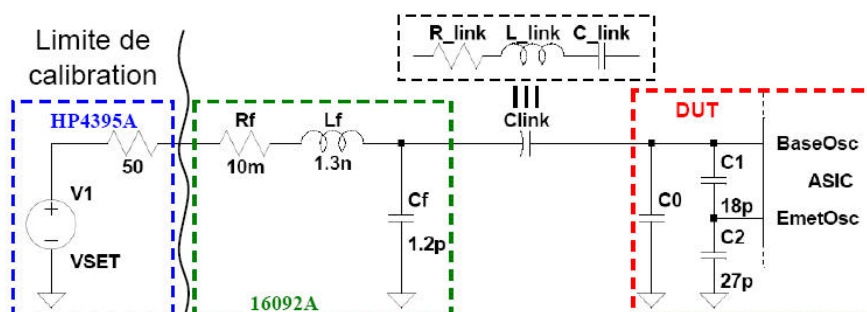 Limite de
calibration
R_link L_link C_link
Clink
HP4395A
50
V1
VSET
Rf
10m
Lf
1.3n
Cf
1.2p
16092A
DUT
C0
C1
18p
C2
27p
BaseOsc
ASIC
EmetOsc